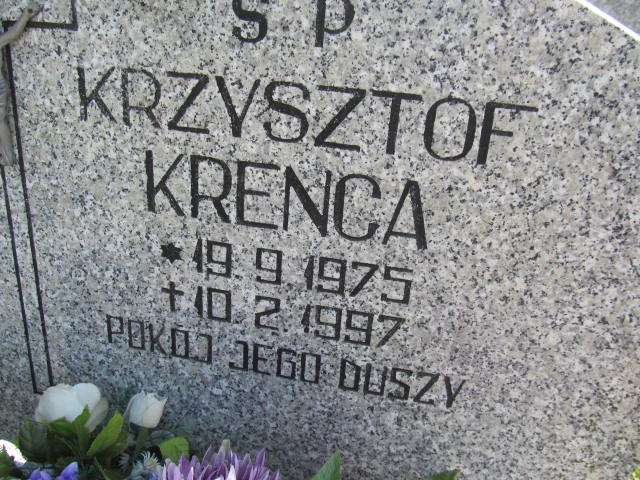 Ś P
KRZYSZTOF
KRENCA
* 19 9 1975
† 10 2 1997
POKÓJ JEGO DUSZY